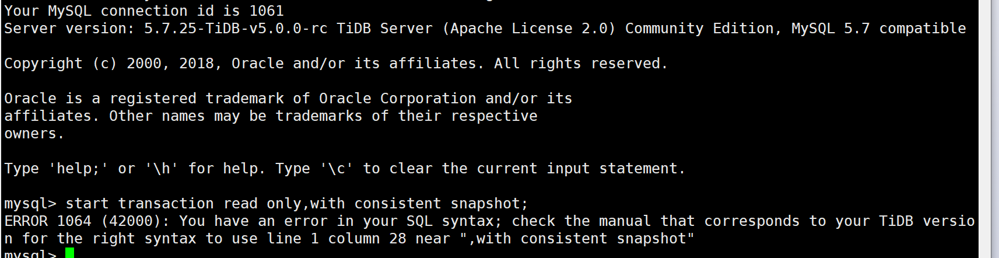 Your MySQL connection id is 1061
Server version: 5.7.25-TiDB-v5.0.0-rc TiDB Server (Apache License 2.0) Community Edition, MySQL 5.7 compatible
Copyright (c) 2000, 2018, Oracle and/or its affiliates. All rights reserved.
Oracle is a registered trademark of Oracle Corporation and/or its
affiliates. Other names may be trademarks of their respective
owners.
Type 'help;' or '\h' for help. Type '\c' to clear the current input statement.
mysql> start transaction read only,with consistent snapshot;
ERROR 1064 (42000): You have an error in your SQL syntax; check the manual that corresponds to your TiDB versio
n for the right syntax to use line 1 column 28 near ",with consistent snapshot"
mysql>